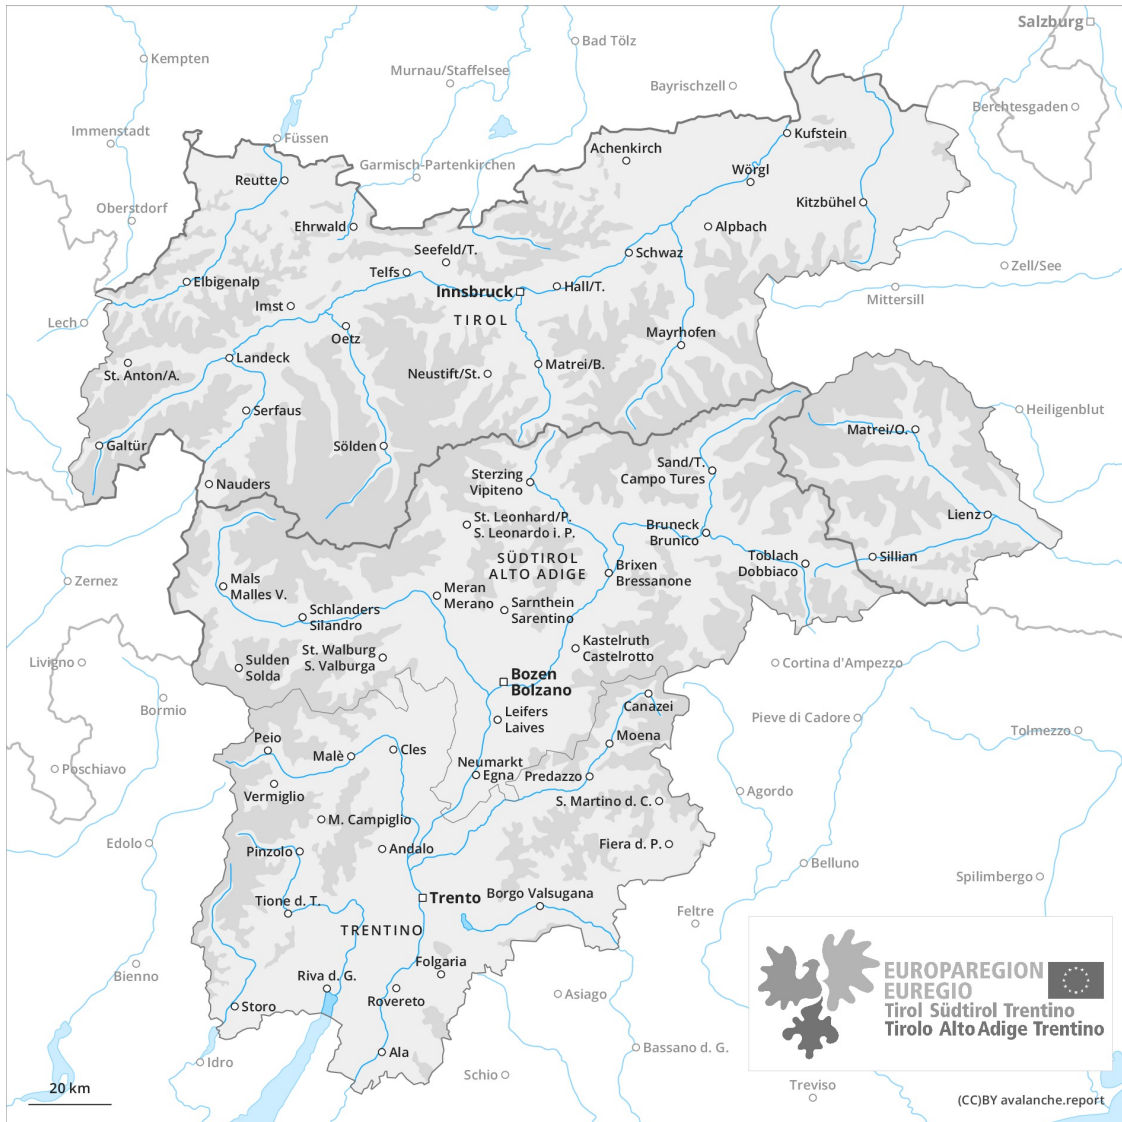 Salzburg
Bad Tölz
Kempten
Murnau/Staffelsee
Bayrischzell
Berchtesgaden
Immenstadt
Füssen
Kufstein
Achenkirch
Garmisch-Partenkirchen
Wörgl
Reutte
Kitzbühel
Oberstdorf
Ehrwald
Alpbach
Seefeld/T.
Schwaz
Zell/See
Telfs
Elbigenalp
Hall/T.
Innsbruck
Mittersill
Imst
TIROL
Lech
Oetz
Mayrhofen
Landeck
St. Anton/A.
Neustift/St.
Matrei/B.
Serfaus
Heiligenblut
Matrei/O.
Galtür
Sölden
Sand/T.
Campo Tures
Sterzing
Vipiteno
Nauders
Lienz
St. Leonhard/P.
S. Leonardo i. P.
Bruneck
Brunico
SÜDTIROL
ALTO ADIGE
Toblach
Dobbiaco
Sillian
Brixen
Bressanone
Zernez
Mals
Malles V.
Meran
Merano
Sarnthein
Sarentino
Schlanders
Silandro
Kastelruth
Castelrotto
St. Walburg
S. Valburga
Livigno
Sulden
Solda
Cortina d'Ampezzo
Bozen
Bolzano
Bormio
Canazei
Leifers
Laives
Pieve di Cadore
Tolmezzo
Moena
Peio
Cles
Malè
Neumarkt
Egna
Predazzo
Poschiavo
Vermiglio
Agordo
S. Martino d. C.
M. Campiglio
Edolo
Pinzolo
Andalo
Fiera d. P.
Belluno
Spilimbergo
Tione d. T.
Trento
Borgo Valsugana
Feltre
TRENTINO
Folgaria
Bienno
Riva d. G.
Rovereto
Asiago
Storo
EUROPAREGION
EUREGIO
Tirol Südtirol Trentino
Tirolo Alto Adige Trentino
Ala
Bassano d. G.
Idro
Schio
Treviso
20 km
(CC)BY avalanche.report